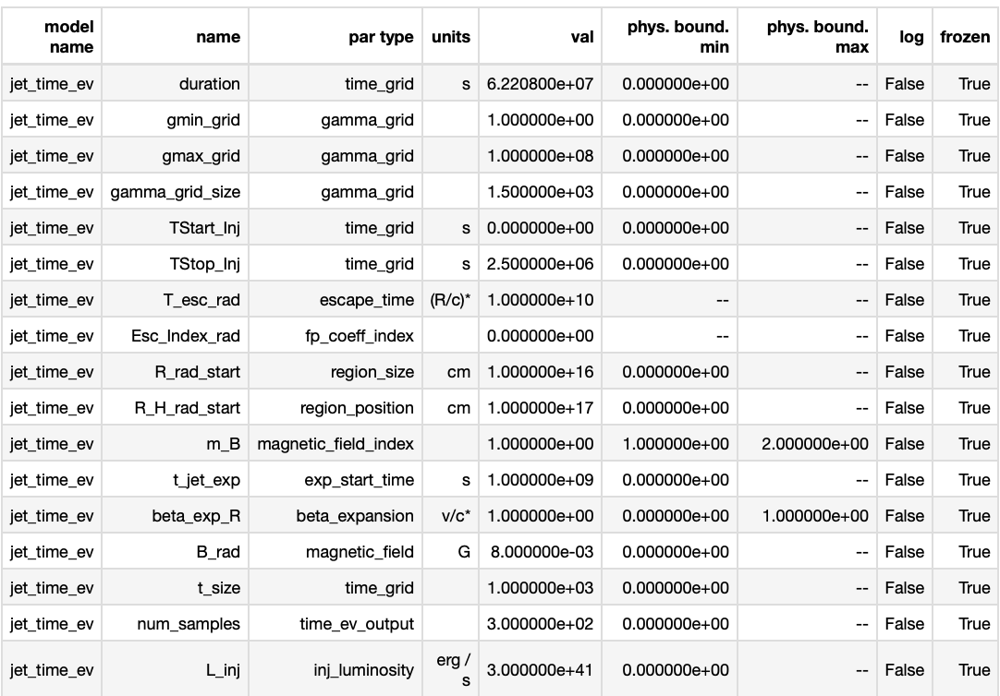 model name name par type units val phys. bound. min phys. bound. max log frozen
jet_time_ev duration time_grid s 6.220800e+07 0.000000e+00 -- False True
jet_time_ev gmin_grid gamma_grid 1.000000e+00 0.000000e+00 -- False True
jet_time_ev gmax_grid gamma_grid 1.000000e+08 0.000000e+00 -- False True
jet_time_ev gamma_grid_size gamma_grid 1.500000e+03 0.000000e+00 -- False True
jet_time_ev TStart_Inj time_grid s 0.000000e+00 0.000000e+00 -- False True
jet_time_ev TStop_Inj time_grid s 2.500000e+06 0.000000e+00 -- False True
jet_time_ev T_esc_rad escape_time (R/c)* 1.000000e+10 -- -- False True
jet_time_ev Esc_Index_rad fp_coeff_index 0.000000e+00 -- -- False True
jet_time_ev R_rad_start region_size cm 1.000000e+16 0.000000e+00 -- False True
jet_time_ev R_H_rad_start region_position cm 1.000000e+17 0.000000e+00 -- False True
jet_time_ev m_B magnetic_field_index 1.000000e+00 1.000000e+00 2.000000e+00 False True
jet_time_ev t_jet_exp exp_start_time s 1.000000e+09 0.000000e+00 -- False True
jet_time_ev beta_exp_R beta_expansion v/c* 1.000000e+00 0.000000e+00 1.000000e+00 False True
jet_time_ev B_rad magnetic_field G 8.000000e-03 0.000000e+00 -- False True
jet_time_ev t_size time_grid 1.000000e+03 0.000000e+00 -- False True
jet_time_ev num_samples time_ev_output 3.000000e+02 0.000000e+00 -- False True
jet_time_ev L_inj inj_luminosity erg / s 3.000000e+41 0.000000e+00 -- False True